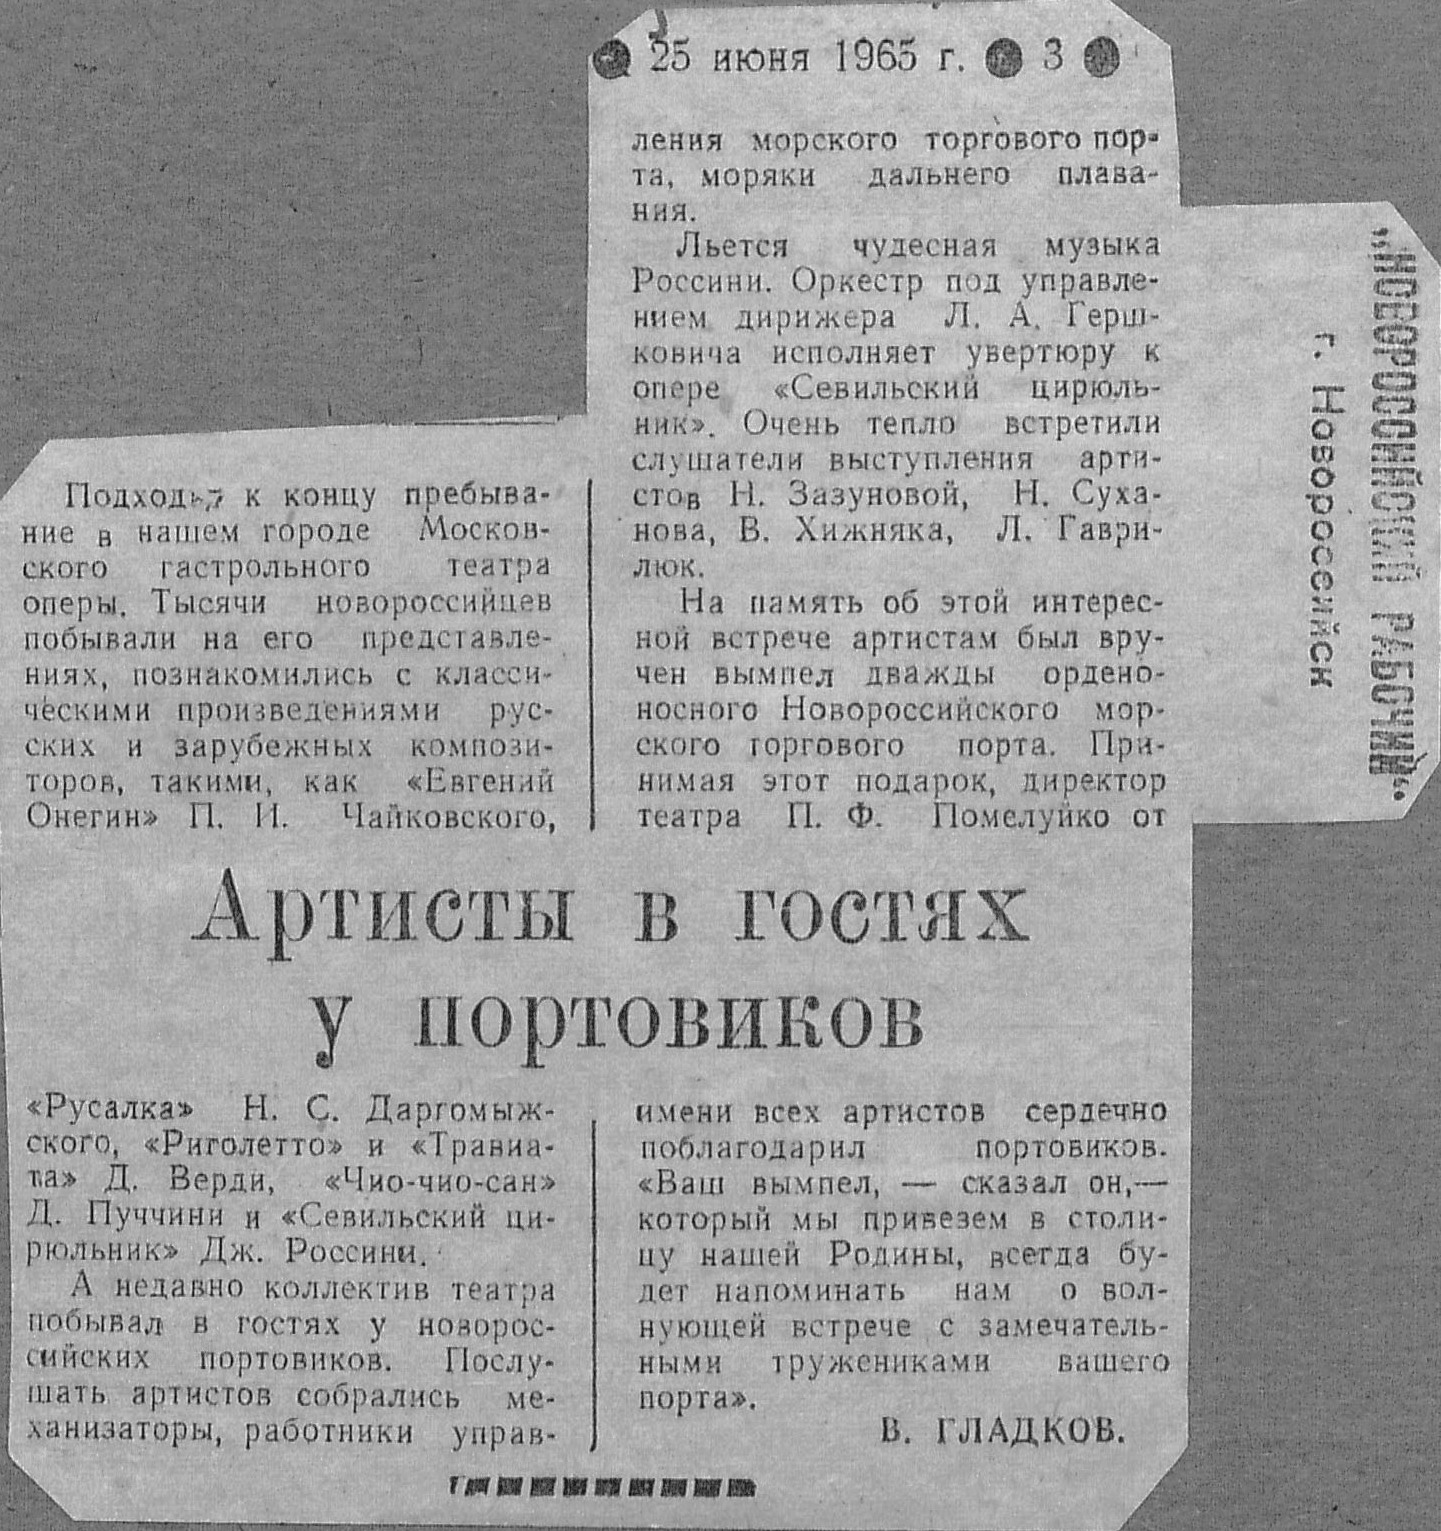 25 июня 1965 г. 3
„НОВОРОССИЙСКИЙ РАБОЧИЙ“
г. Новороссийск
Артисты в гостях
у портовиков
Подходит к концу пребыва-
ние в нашем городе Москов-
ского гастрольного театра
оперы. Тысячи новороссийцев
побывали на его представле-
ниях, познакомились с класси-
ческими произведениями рус-
ских и зарубежных компози-
торов, такими, как «Евгений
Онегин» П. И. Чайковского,
«Русалка» Н. С. Даргомыж-
ского, «Риголетто» и «Травиа-
та» Д. Верди, «Чио-чио-сан»
Д. Пуччини и «Севильский ци-
рюльник» Дж. Россини.
А недавно коллектив театра
побывал в гостях у новорос-
сийских портовиков. Послу-
шать артистов собрались ме-
ханизаторы, работники управ-
ления морского торгового пор-
та, моряки дальнего плава-
ния.
Льется чудесная музыка
Россини. Оркестр под управле-
нием дирижера Л. А. Герш-
ковича исполняет увертюру к
опере «Севильский цирюль-
ник». Очень тепло встретили
слушатели выступления арти-
стов Н. Зазуновой, Н. Суха-
нова, В. Хижняка, Л. Гаври-
люк.
На память об этой интерес-
ной встрече артистам был вру-
чен вымпел дважды ордено-
носного Новороссийского мор-
ского торгового порта. При-
нимая этот подарок, директор
театра П. Ф. Помелуйко от
имени всех артистов сердечно
поблагодарил портовиков.
«Ваш вымпел, — сказал он,—
который мы привезем в столи-
цу нашей Родины, всегда бу-
дет напоминать нам о вол-
нующей встрече с замечатель-
ными тружениками вашего
порта».
В. ГЛАДКОВ.